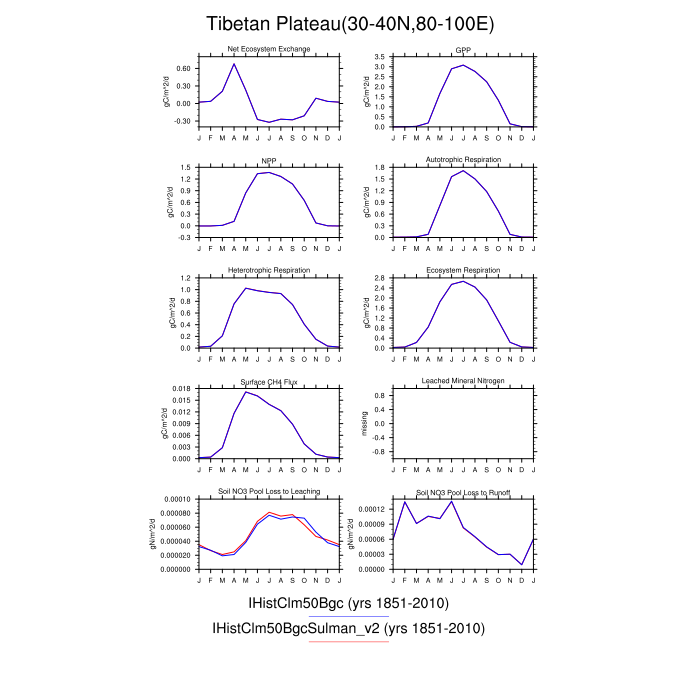 Tibetan Plateau(30-40N,80-100E)
Net Ecosystem Exchange
gC/m^2/d
0.60
0.30
0.00
-0.30
J F M A M J J A S O N D J
GPP
gC/m^2/d
3.5
3.0
2.5
2.0
1.5
1.0
0.5
0.0
J F M A M J J A S O N D J
NPP
gC/m^2/d
1.8
1.5
1.2
0.9
0.6
0.3
0.0
-0.3
J F M A M J J A S O N D J
Autotrophic Respiration
gC/m^2/d
1.8
1.5
1.2
0.9
0.6
0.3
0.0
J F M A M J J A S O N D J
Heterotrophic Respiration
gC/m^2/d
1.2
1.0
0.8
0.6
0.4
0.2
0.0
J F M A M J J A S O N D J
Ecosystem Respiration
gC/m^2/d
2.8
2.4
2.0
1.6
1.2
0.8
0.4
0.0
J F M A M J J A S O N D J
Surface CH4 Flux
gC/m^2/d
0.018
0.015
0.012
0.009
0.006
0.003
0.000
J F M A M J J A S O N D J
Leached Mineral Nitrogen
missing
0.8
0.4
0.0
-0.4
-0.8
J F M A M J J A S O N D J
Soil NO3 Pool Loss to Leaching
gN/m^2/d
0.00010
0.000080
0.000060
0.000040
0.000020
0.000000
J F M A M J J A S O N D J
Soil NO3 Pool Loss to Runoff
gN/m^2/d
0.00012
0.00009
0.00006
0.00003
0.00000
J F M A M J J A S O N D J
IHistClm50Bgc (yrs 1851-2010)
IHistClm50BgcSulman_v2 (yrs 1851-2010)